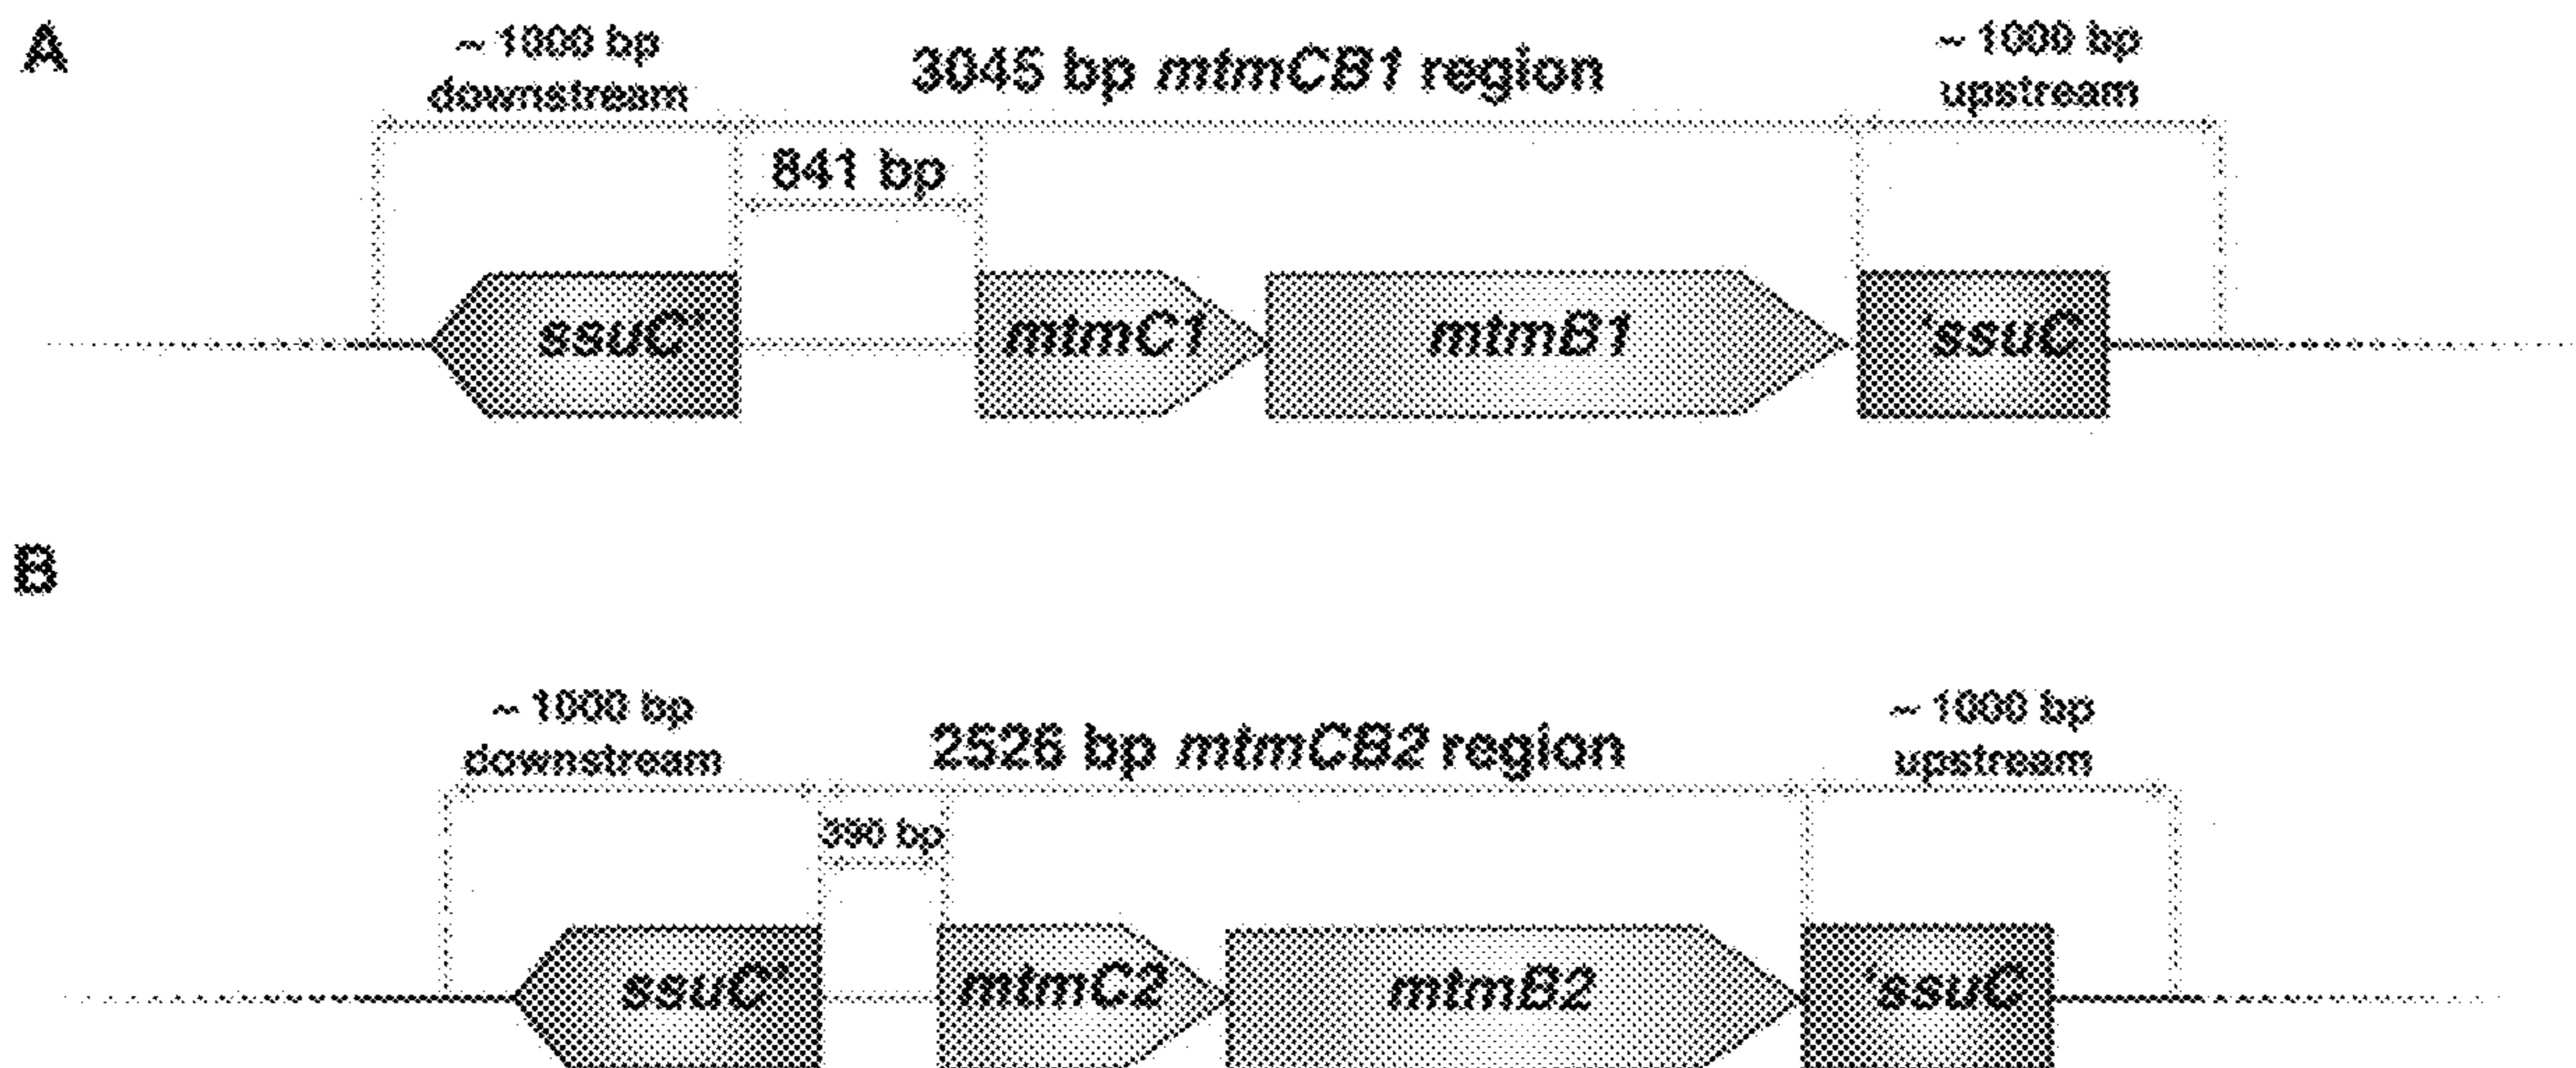 A
~ 1000 bp
downstream
3045 bp mtmCB1 region
~ 1000 bp
upstream
841 bp
ssuC'
mtmC1
mtmB1
'ssuC
B
~ 1000 bp
downstream
2526 bp mtmCB2 region
~ 1000 bp
upstream
390 bp
ssuC'
mtmC2
mtmB2
'ssuC